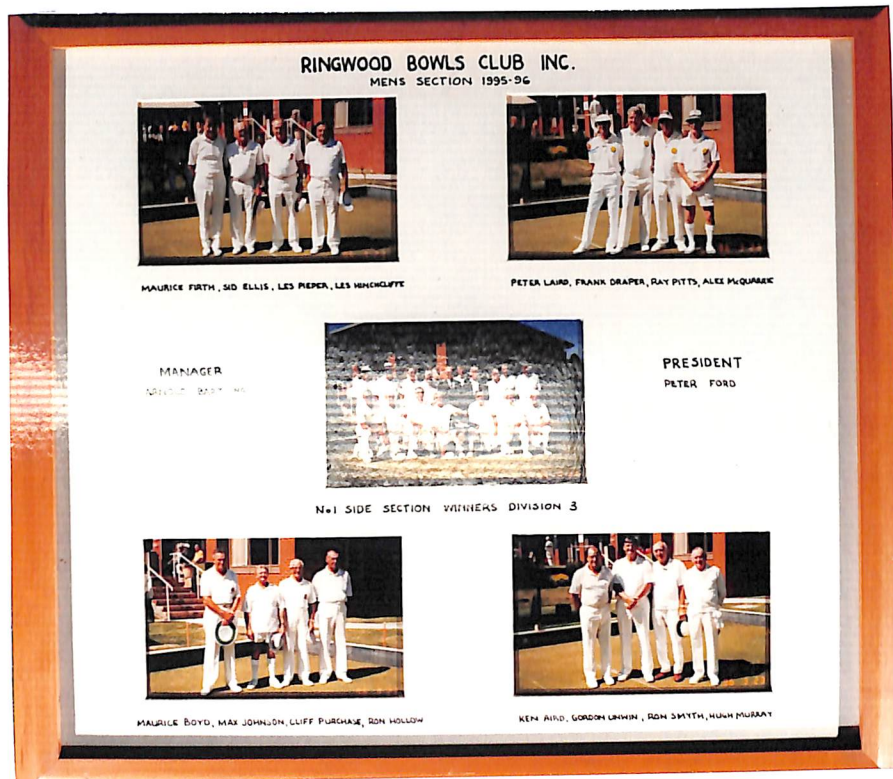 RINGWOOD BOWLS CLUB INC.
MENS SECTION 1995-96
MAURICE FIRTH, SID ELLIS, LES PIEPER, LES HINCHCLIFFE
PETER LAIRD, FRANK DRAPER, RAY PITTS, ALEX McQUARRIE
MANAGER
PRESIDENT
PETER FORD
No1 SIDE SECTION WINNERS DIVISION 3
MAURICE BOYD, MAX JOHNSON, CLIFF PURCHASE, RON HOLLOW
KEN AIRD, GORDON UNWIN, RON SMYTH, HUGH MURRAY